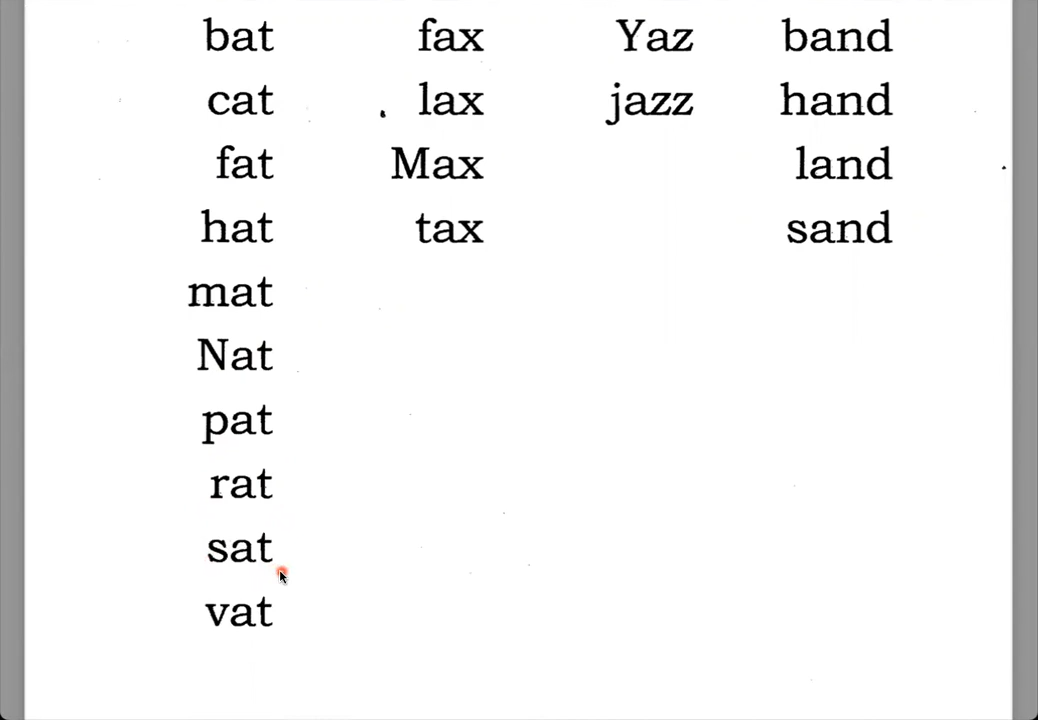 bat fax Yaz band
cat lax jazz hand
fat Max land
hat tax sand
mat
Nat
pat
rat
sat
vat